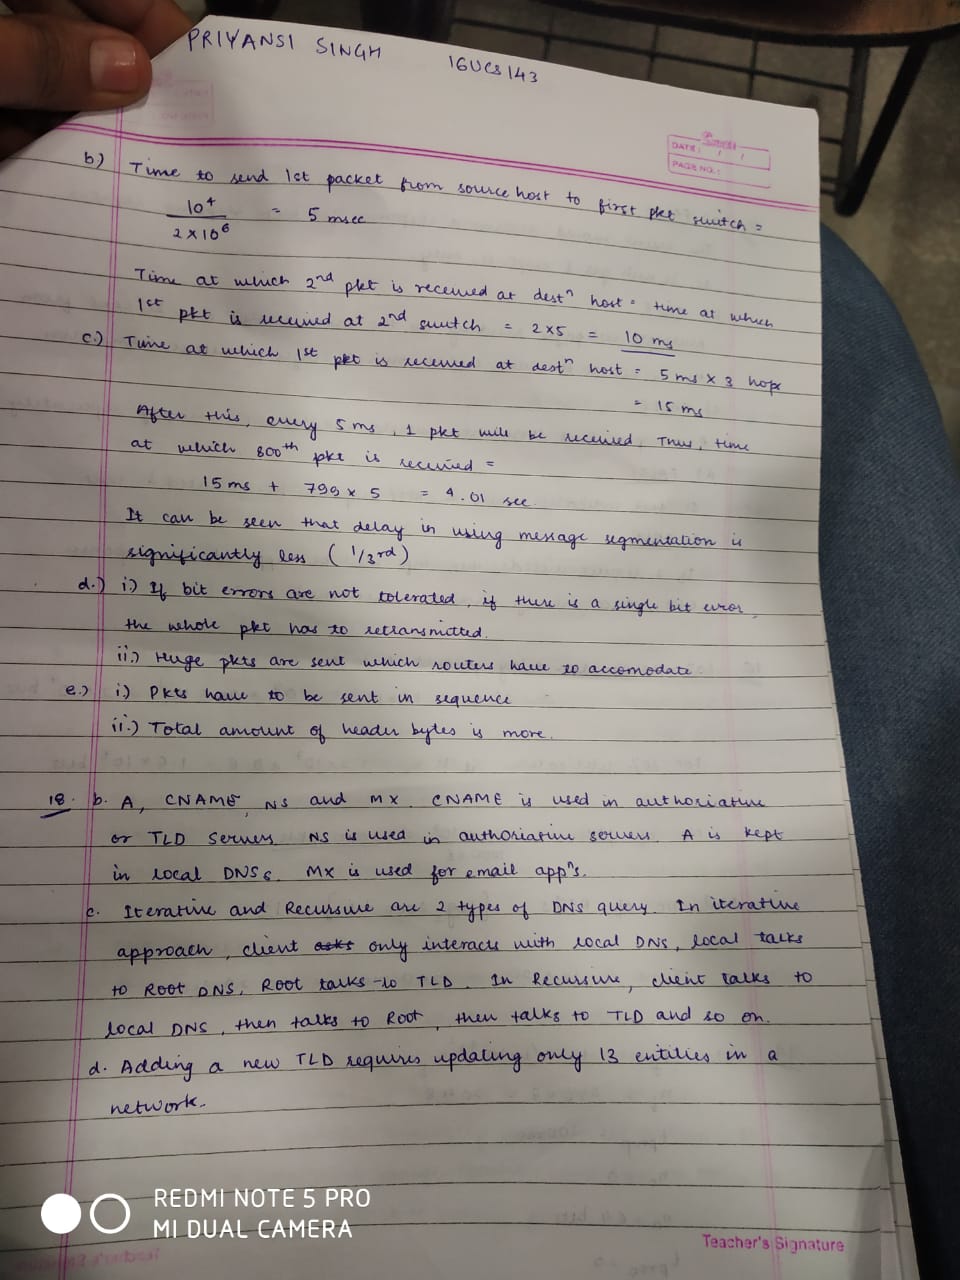 PRIYANSI SINGH 16UCS143
DATE: / /
PAGE NO.:
b) Time to send 1st packet from source host to first pkt switch =
10⁴ / 2 × 10⁶ = 5 msec
Time at which 2nd pkt is received at destⁿ host = time at which
1st pkt is received at 2nd switch = 2×5 = 10 ms
c.) Time at which 1st pkt is received at destⁿ host = 5 ms × 3 hops
= 15 ms
After this, every 5 ms, 1 pkt will be received, Thus, time
at which 800th pkt is received =
15 ms + 799 × 5 = 4.01 sec
It can be seen that delay in using message segmentation is
significantly less (1/3rd)
d.) i.) If bit errors are not tolerated, if there is a single bit error,
the whole pkt has to retransmitted.
ii.) Huge pkts are sent which routers have to accomodate.
e.) i) Pkts have to be sent in sequence
ii.) Total amount of header bytes is more.
18. b. A, CNAME, NS and MX. CNAME is used in authoriative
or TLD Servers NS is used in authoriative servers. A is kept
in local DNSs. MX is used for email appⁿs.
c. Iterative and Recursive are 2 types of DNS query. In iterative
approach, client asks only interacts with local DNS, local talks
to Root DNS, Root talks to TLD. In Recursive, client talks to
local DNS, then talks to Root, then talks to TLD and so on.
d. Adding a new TLD requires updating only 13 entities in a
network.
REDMI NOTE 5 PRO
MI DUAL CAMERA
Teacher's Signature